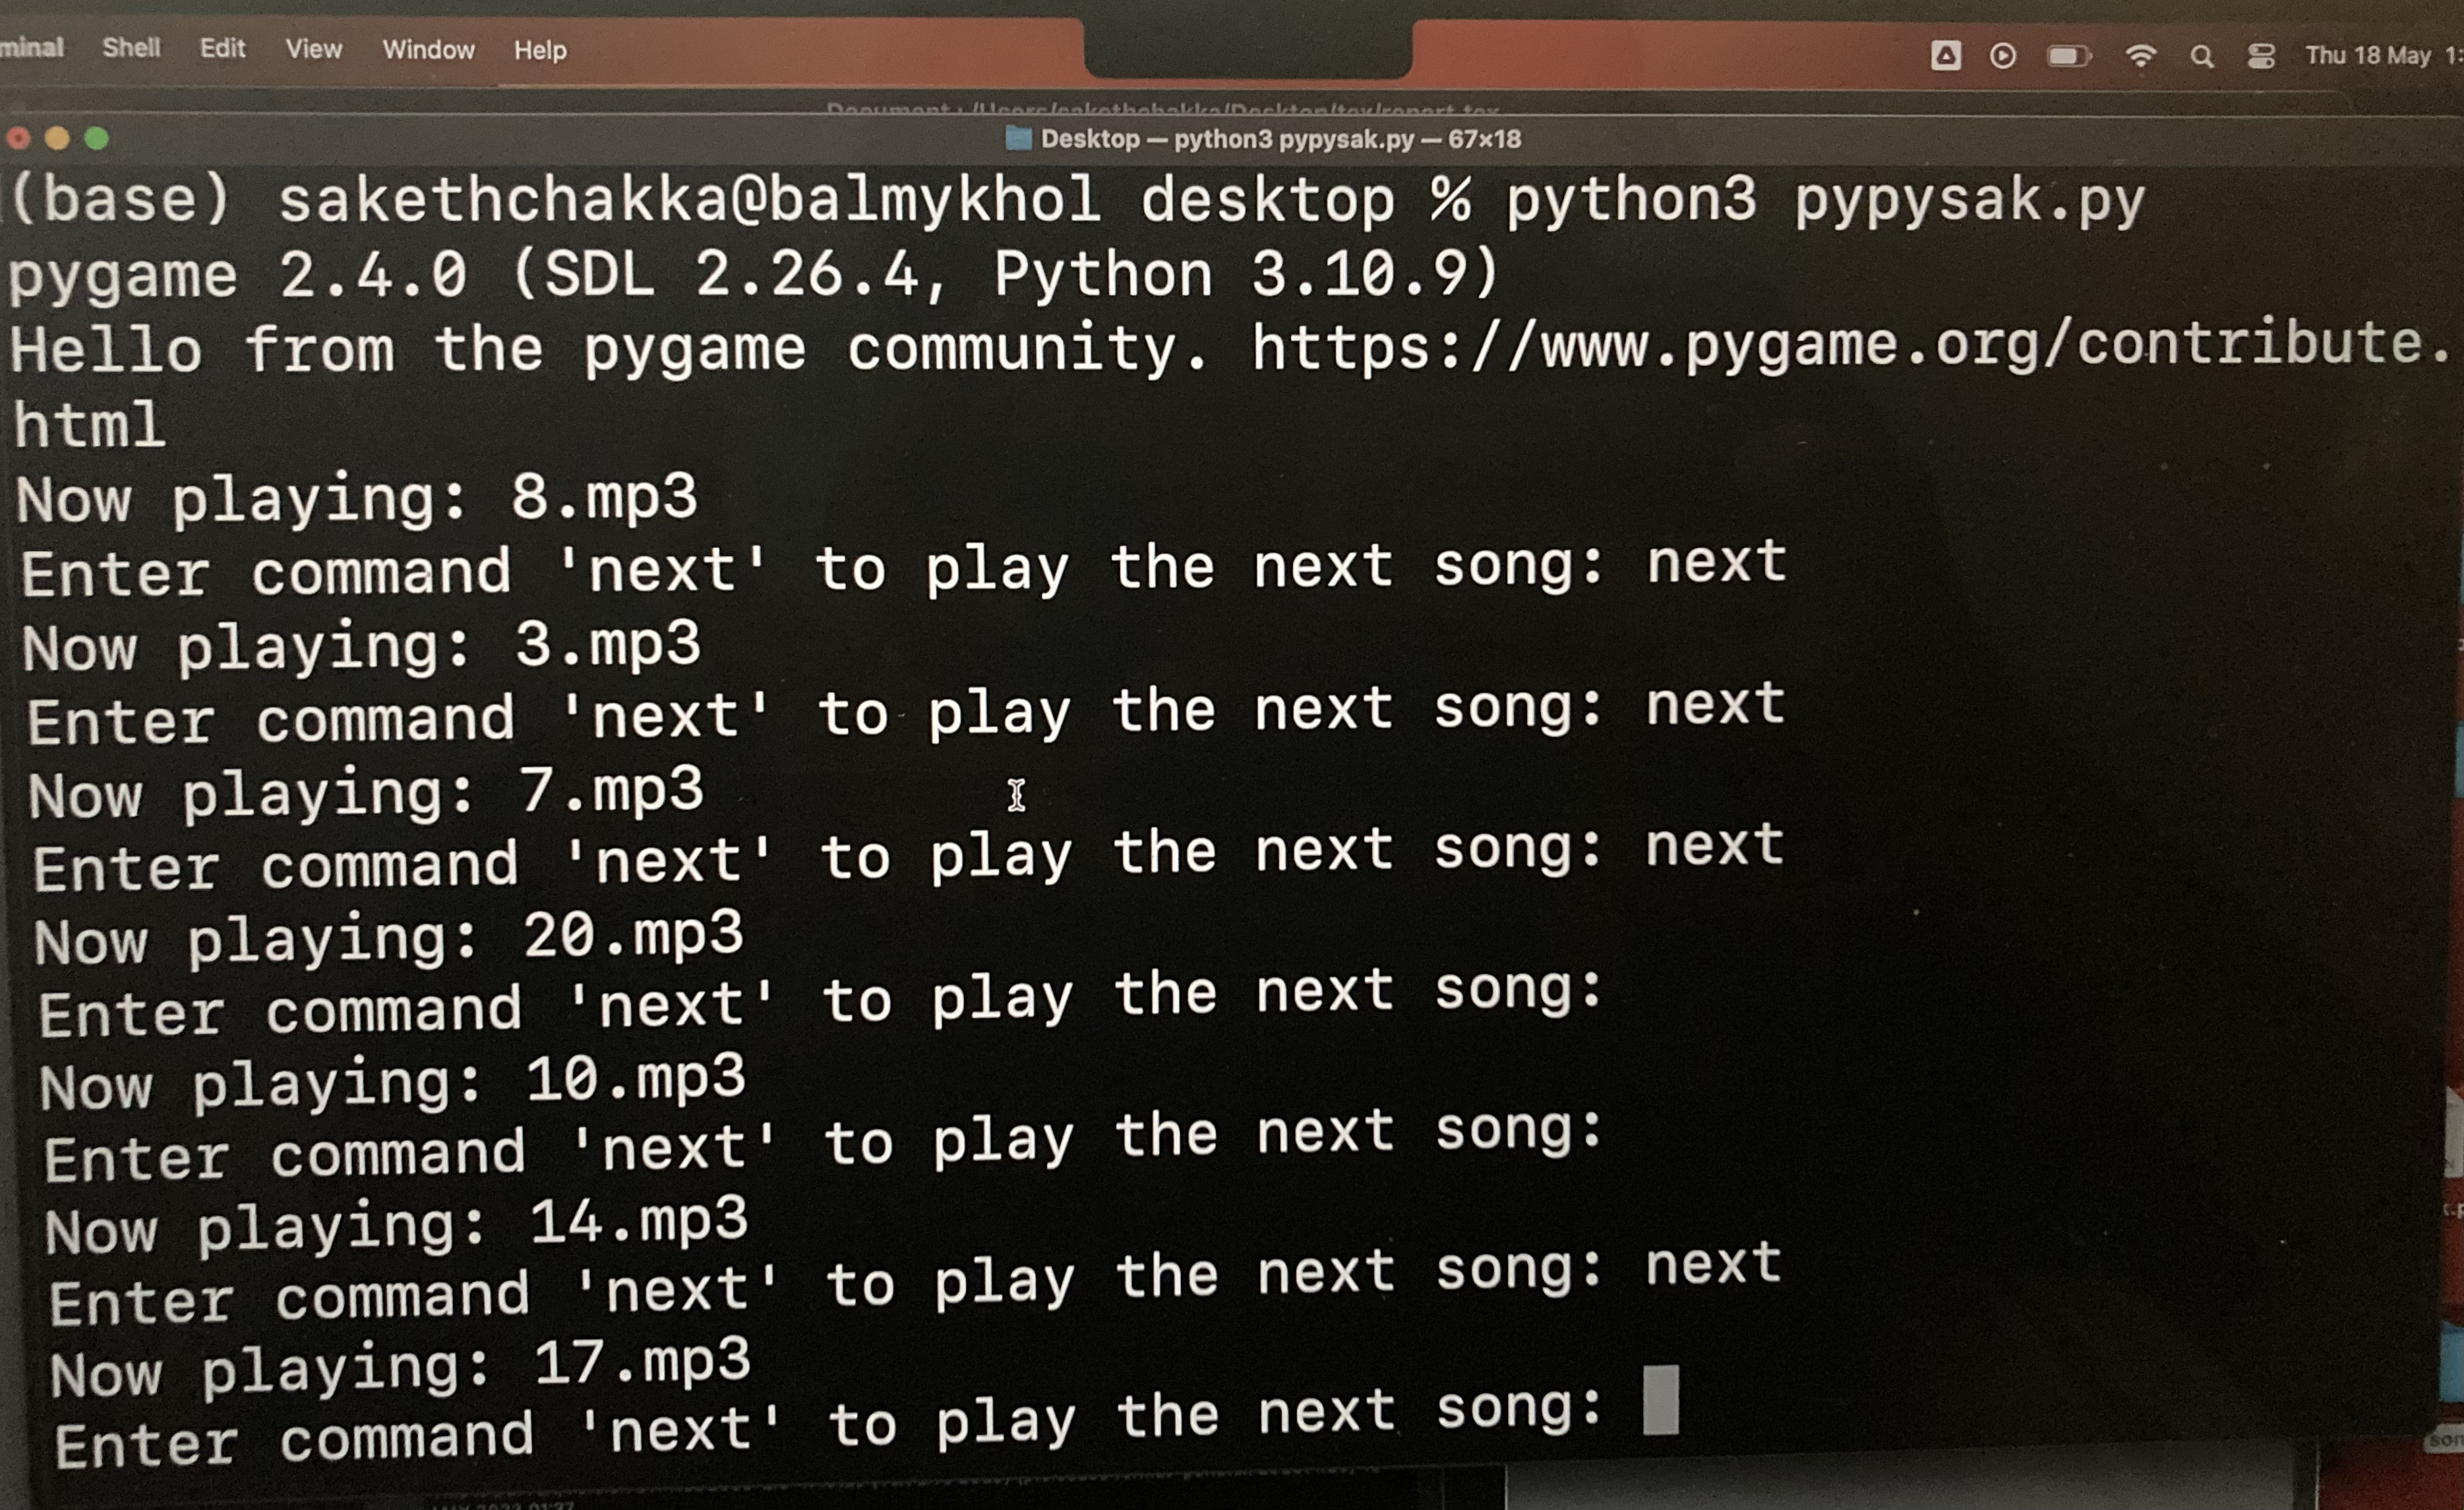 Shell Edit View Window Help
Thu 18 May
Desktop — python3 pypysak.py — 67×18
(base) sakethchakka@balmykhol desktop % python3 pypysak.py
pygame 2.4.0 (SDL 2.26.4, Python 3.10.9)
Hello from the pygame community. https://www.pygame.org/contribute.
html
Now playing: 8.mp3
Enter command 'next' to play the next song: next
Now playing: 3.mp3
Enter command 'next' to play the next song: next
Now playing: 7.mp3
Enter command 'next' to play the next song: next
Now playing: 20.mp3
Enter command 'next' to play the next song:
Now playing: 10.mp3
Enter command 'next' to play the next song:
Now playing: 14.mp3
Enter command 'next' to play the next song: next
Now playing: 17.mp3
Enter command 'next' to play the next song: